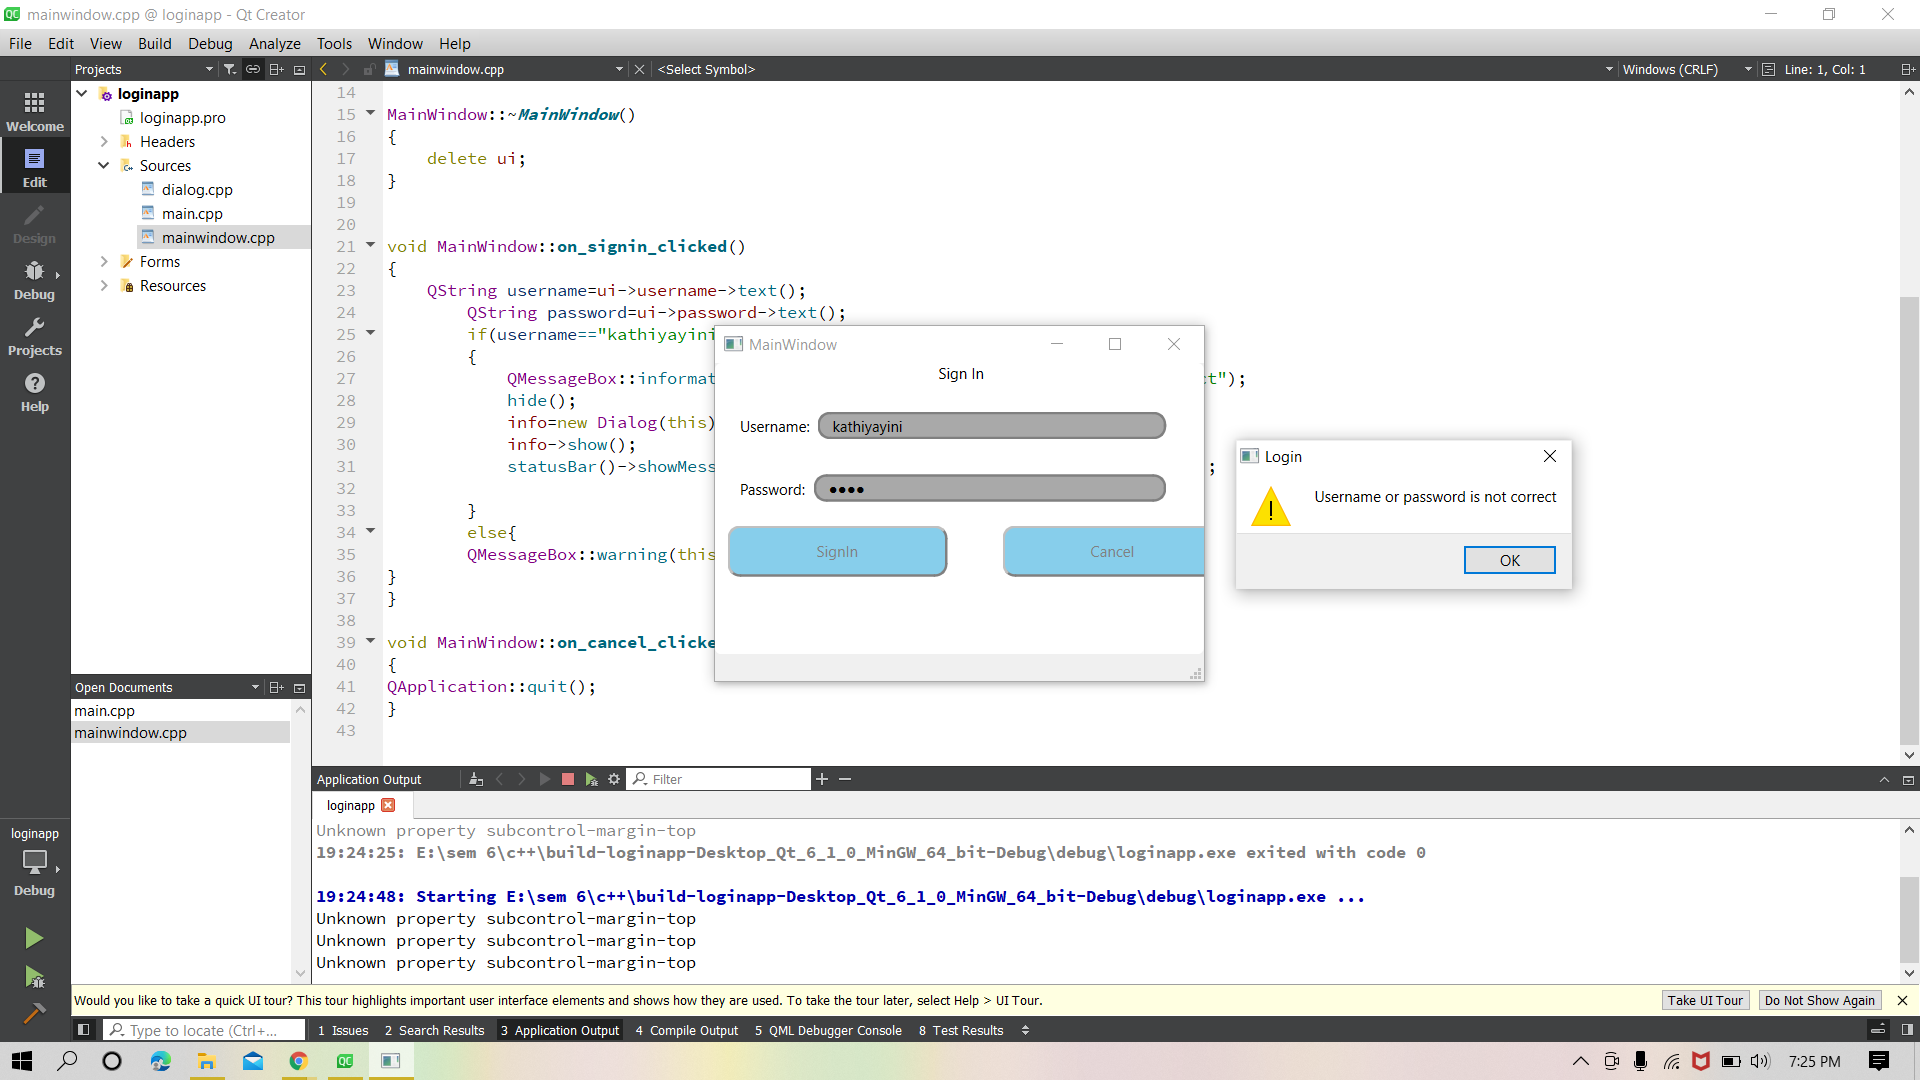 mainwindow.cpp @ loginapp - Qt Creator
File Edit View Build Debug Analyze Tools Window Help
Projects
mainwindow.cpp
<Select Symbol>
Windows (CRLF)
Line: 1, Col: 1
Welcome
Edit
Design
Debug
Projects
Help
loginapp
loginapp.pro
Headers
Sources
dialog.cpp
main.cpp
mainwindow.cpp
Forms
Resources
14
15 MainWindow::~MainWindow()
16 {
17 delete ui;
18 }
19
20
21 void MainWindow::on_signin_clicked()
22 {
23 QString username=ui->username->text();
24 QString password=ui->password->text();
25 if(username=="kathiyayini
26 {
27 QMessageBox::informat ct");
28 hide();
29 info=new Dialog(this)
30 info->show();
31 statusBar()->showMess ;
32
33 }
34 else{
35 QMessageBox::warning(this
36 }
37 }
38
39 void MainWindow::on_cancel_clicke
40 {
41 QApplication::quit();
42 }
43
MainWindow
Sign In
Username: kathiyayini
Password: ●●●●
SignIn
Cancel
Login
Username or password is not correct
OK
Open Documents
main.cpp
mainwindow.cpp
Application Output
Filter
loginapp
Unknown property subcontrol-margin-top
19:24:25: E:\sem 6\c++\build-loginapp-Desktop_Qt_6_1_0_MinGW_64_bit-Debug\debug\loginapp.exe exited with code 0
19:24:48: Starting E:\sem 6\c++\build-loginapp-Desktop_Qt_6_1_0_MinGW_64_bit-Debug\debug\loginapp.exe ...
Unknown property subcontrol-margin-top
Unknown property subcontrol-margin-top
Unknown property subcontrol-margin-top
loginapp
Debug
Would you like to take a quick UI tour? This tour highlights important user interface elements and shows how they are used. To take the tour later, select Help > UI Tour.
Take UI Tour
Do Not Show Again
Type to locate (Ctrl+...
1 Issues 2 Search Results 3 Application Output 4 Compile Output 5 QML Debugger Console 8 Test Results
7:25 PM